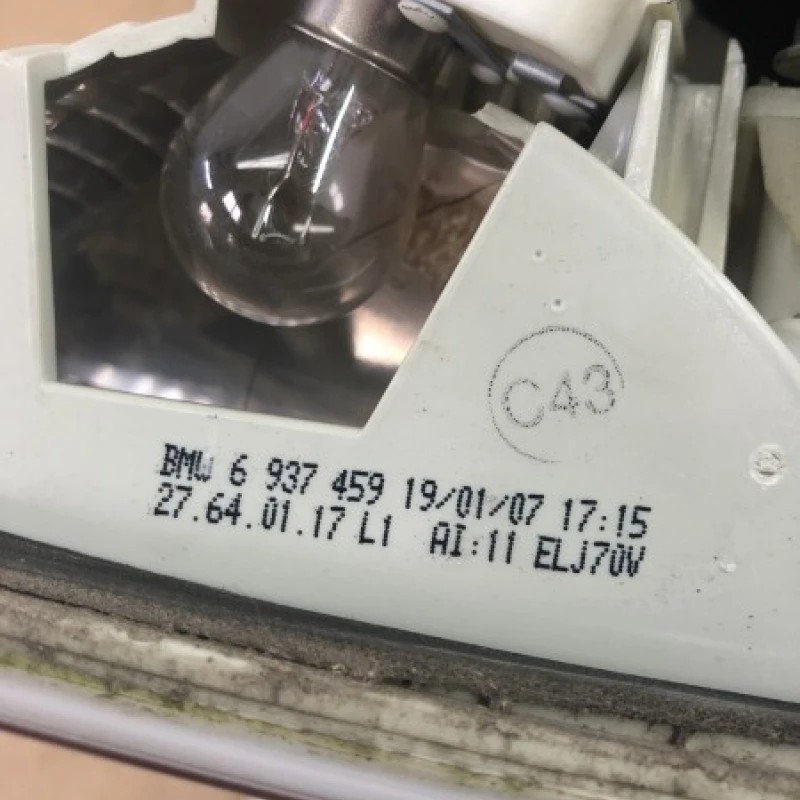 C43
BMW 6 937 459 19/01/07 17:15
27.64.01.17 L1 AI:11 ELJ70V